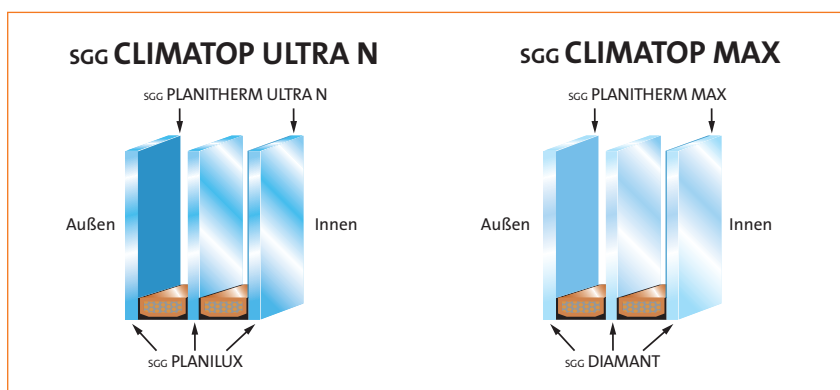 SGG CLIMATOP ULTRA N
SGG PLANITHERM ULTRA N
Außen
Innen
SGG PLANILUX
SGG CLIMATOP MAX
SGG PLANITHERM MAX
Außen
Innen
SGG DIAMANT